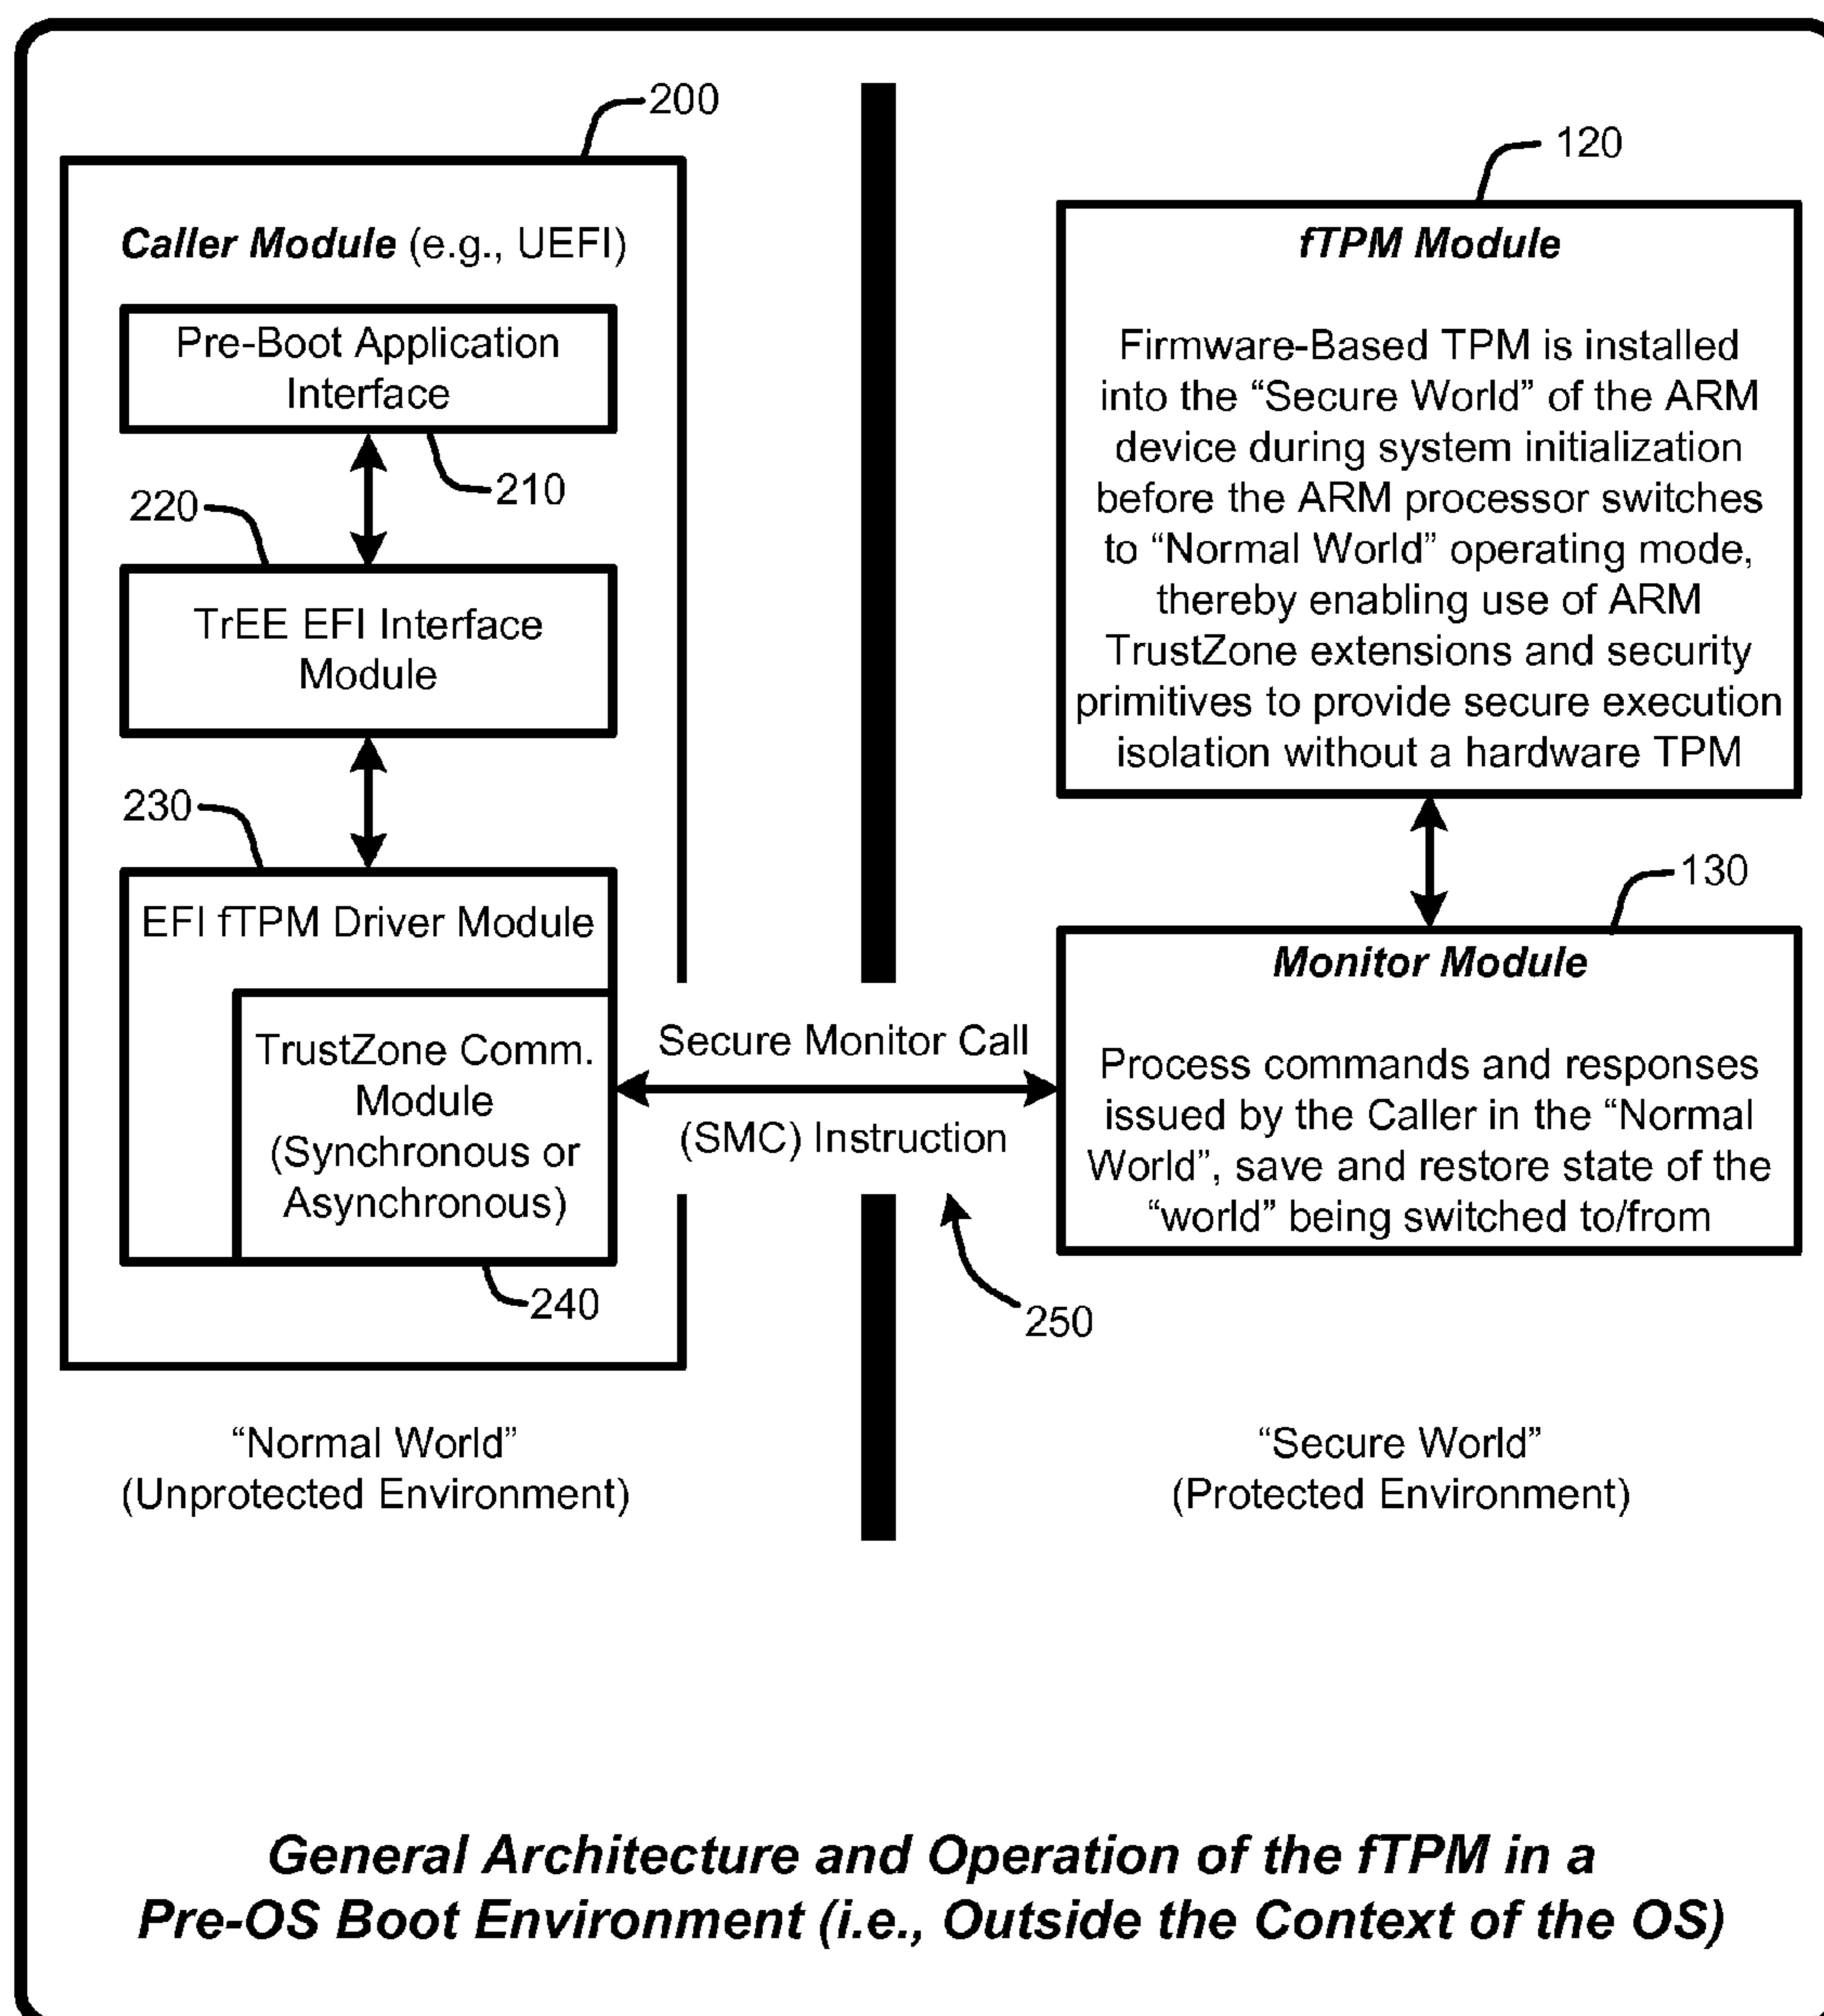 200
Caller Module (e.g., UEFI)
Pre-Boot Application
Interface
210
220
TrEE EFI Interface
Module
230
EFI fTPM Driver Module
TrustZone Comm.
Module
(Synchronous or
Asynchronous)
240
"Normal World"
(Unprotected Environment)
Secure Monitor Call
(SMC) Instruction
250
120
fTPM Module
Firmware-Based TPM is installed
into the “Secure World” of the ARM
device during system initialization
before the ARM processor switches
to “Normal World” operating mode,
thereby enabling use of ARM
TrustZone extensions and security
primitives to provide secure execution
isolation without a hardware TPM
130
Monitor Module
Process commands and responses
issued by the Caller in the “Normal
World”, save and restore state of the
“world” being switched to/from
“Secure World”
(Protected Environment)
General Architecture and Operation of the fTPM in a
Pre-OS Boot Environment (i.e., Outside the Context of the OS)